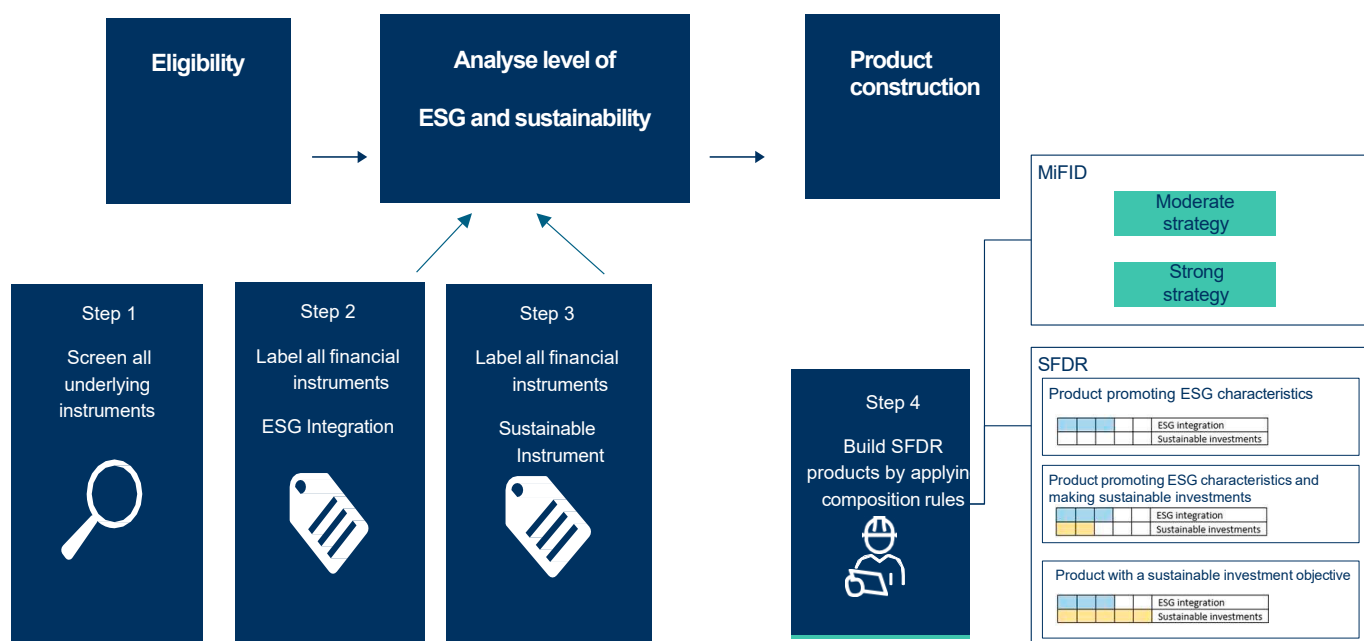 Eligibility
Analyse level of
ESG and sustainability
Product
construction
Step 1
Screen all
underlying
instruments
Step 2
Label all financial
instruments
ESG Integration
Step 3
Label all financial
instruments
Sustainable
Instrument
Step 4
Build SFDR
products by applyin
composition rules
MiFID
Moderate
strategy
Strong
strategy
SFDR
Product promoting ESG characteristics
ESG integration
Sustainable investments
Product promoting ESG characteristics and
making sustainable investments
ESG integration
Sustainable investments
Product with a sustainable investment objective
ESG integration
Sustainable investments